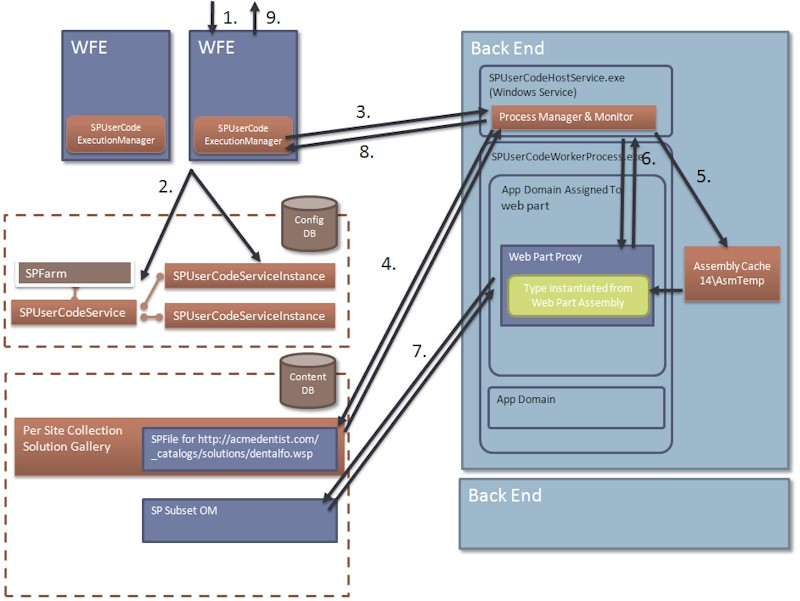 1.
9.
WFE
WFE
SPUserCode
ExecutionManager
SPUserCode
ExecutionManager
3.
8.
2.
Config
DB
SPFarm
SPUserCodeService
SPUserCodeServiceInstance
SPUserCodeServiceInstance
4.
7.
Content
DB
Per Site Collection
Solution Gallery
SPFile for http://acmedentist.com/
_catalogs/solutions/dentalfo.wsp
SP Subset OM
Back End
SPUserCodeHostService.exe
(Windows Service)
Process Manager & Monitor
SPUserCodeWorkerProcess.exe
6.
5.
App Domain Assigned To
web part
Web Part Proxy
Type instantiated from
Web Part Assembly
Assembly Cache
14\AsmTemp
App Domain
Back End